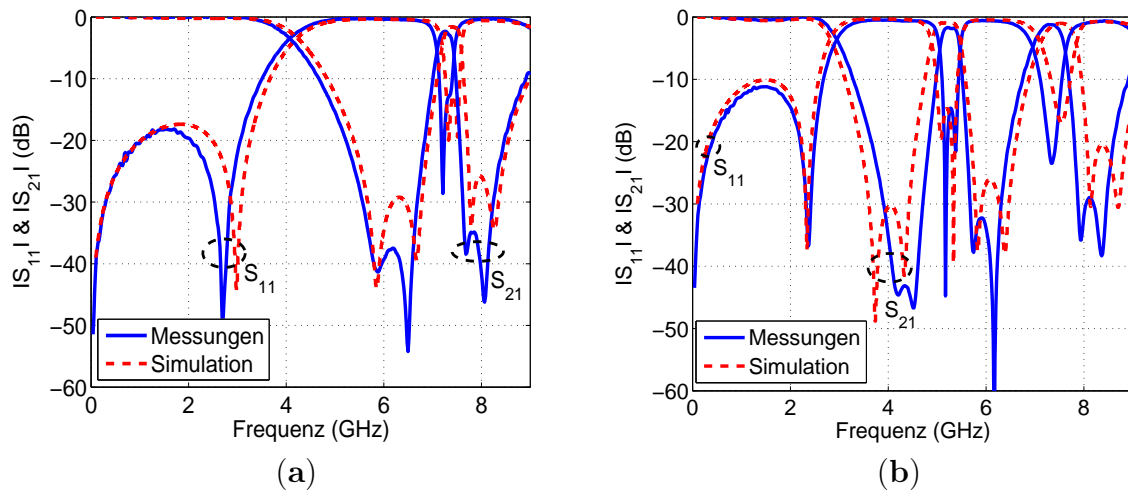 0
−10
−20
−30
−40
−50
−60
IS11I & IS21I (dB)
S11
S21
Messungen
Simulation
0 2 4 6 8
Frequenz (GHz)
(a)
0
−10
−20
−30
−40
−50
−60
IS11I & IS21I (dB)
S11
S21
Messungen
Simulation
0 2 4 6 8
Frequenz (GHz)
(b)